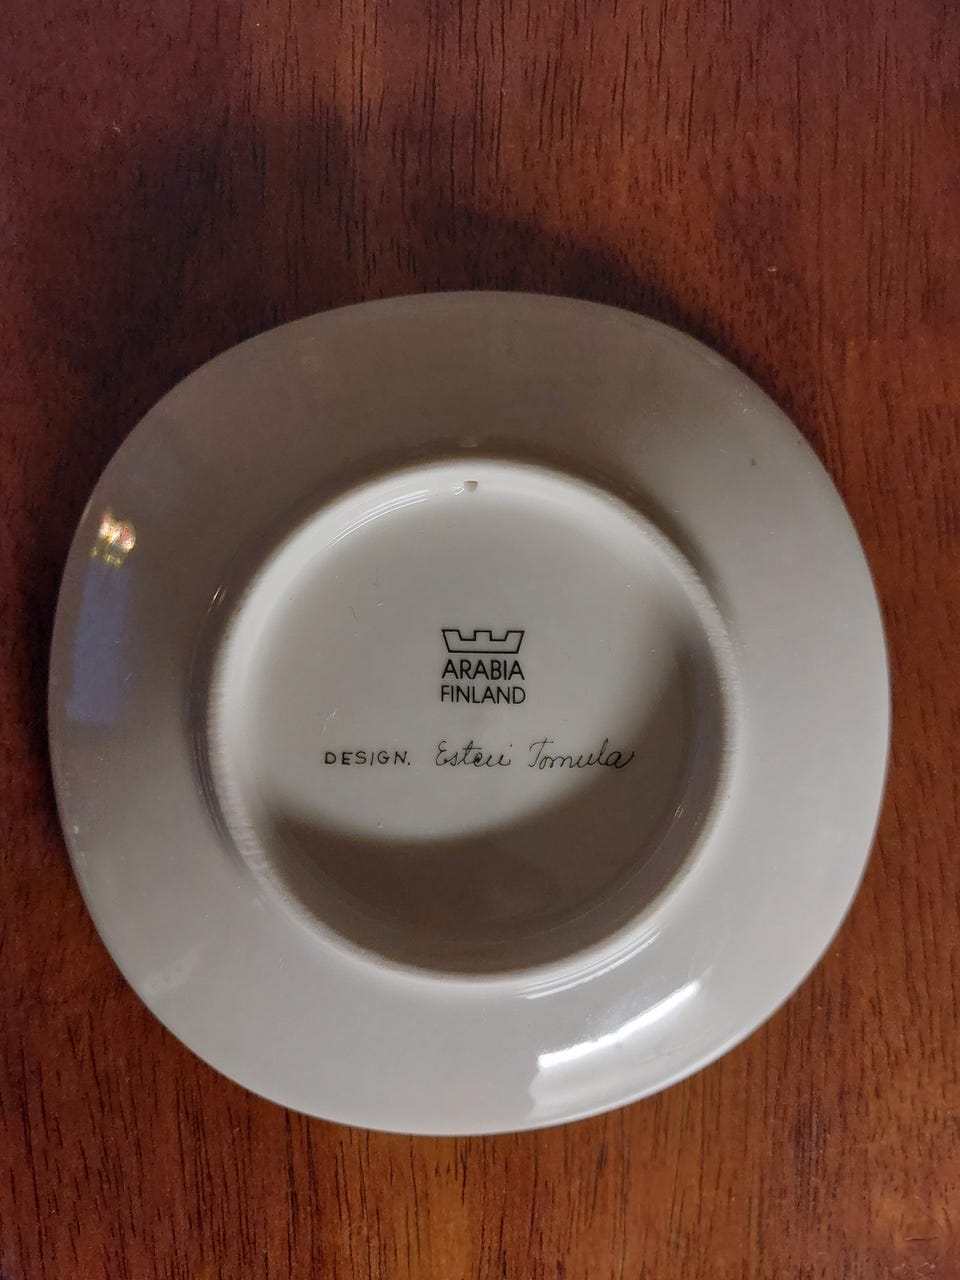 ARABIA
FINLAND
DESIGN. Esteri Tomula